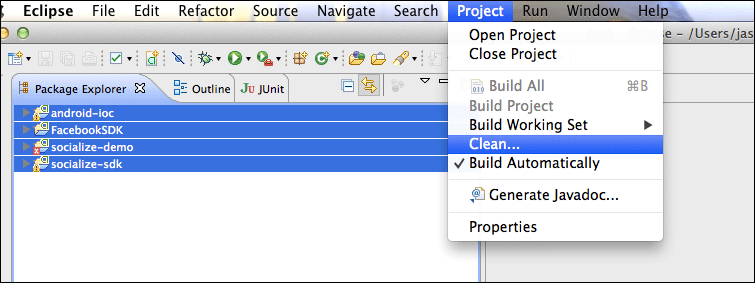 Eclipse File Edit Refactor Source Navigate Search Project Run Window Help
– /Users/jas
Package Explorer Outline JUnit
android-ioc
FacebookSDK
socialize-demo
socialize-sdk
Open Project
Close Project
Build All ⌘B
Build Project
Build Working Set
Clean...
Build Automatically
Generate Javadoc...
Properties